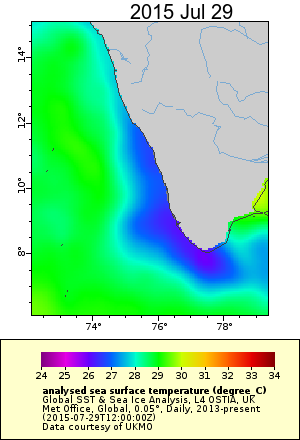 2015 Jul 29
14°
12°
10°
8°
74°
76°
78°
24 25 26 27 28 29 30 31 32 33 34
analysed sea surface temperature (degree_C)
Global SST & Sea Ice Analysis, L4 OSTIA, UK
Met Office, Global, 0.05°, Daily, 2013-present
(2015-07-29T12:00:00Z)
Data courtesy of UKMO